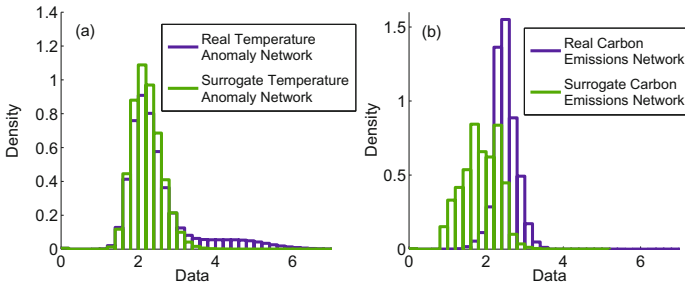 (a)
Real Temperature
Anomaly Network
Surrogate Temperature
Anomaly Network
Density
1.4
1.2
1
0.8
0.6
0.4
0.2
0
0 2 4 6
Data
(b)
Real Carbon
Emissions Network
Surrogate Carbon
Emissions Network
Density
1.5
1
0.5
0
0 2 4 6
Data